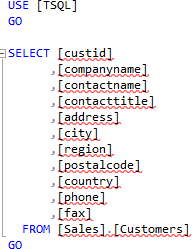 USE [TSQL]
GO
SELECT [custid]
,[companyname]
,[contactname]
,[contacttitle]
,[address]
,[city]
,[region]
,[postalcode]
,[country]
,[phone]
,[fax]
FROM [Sales].[Customers]
GO